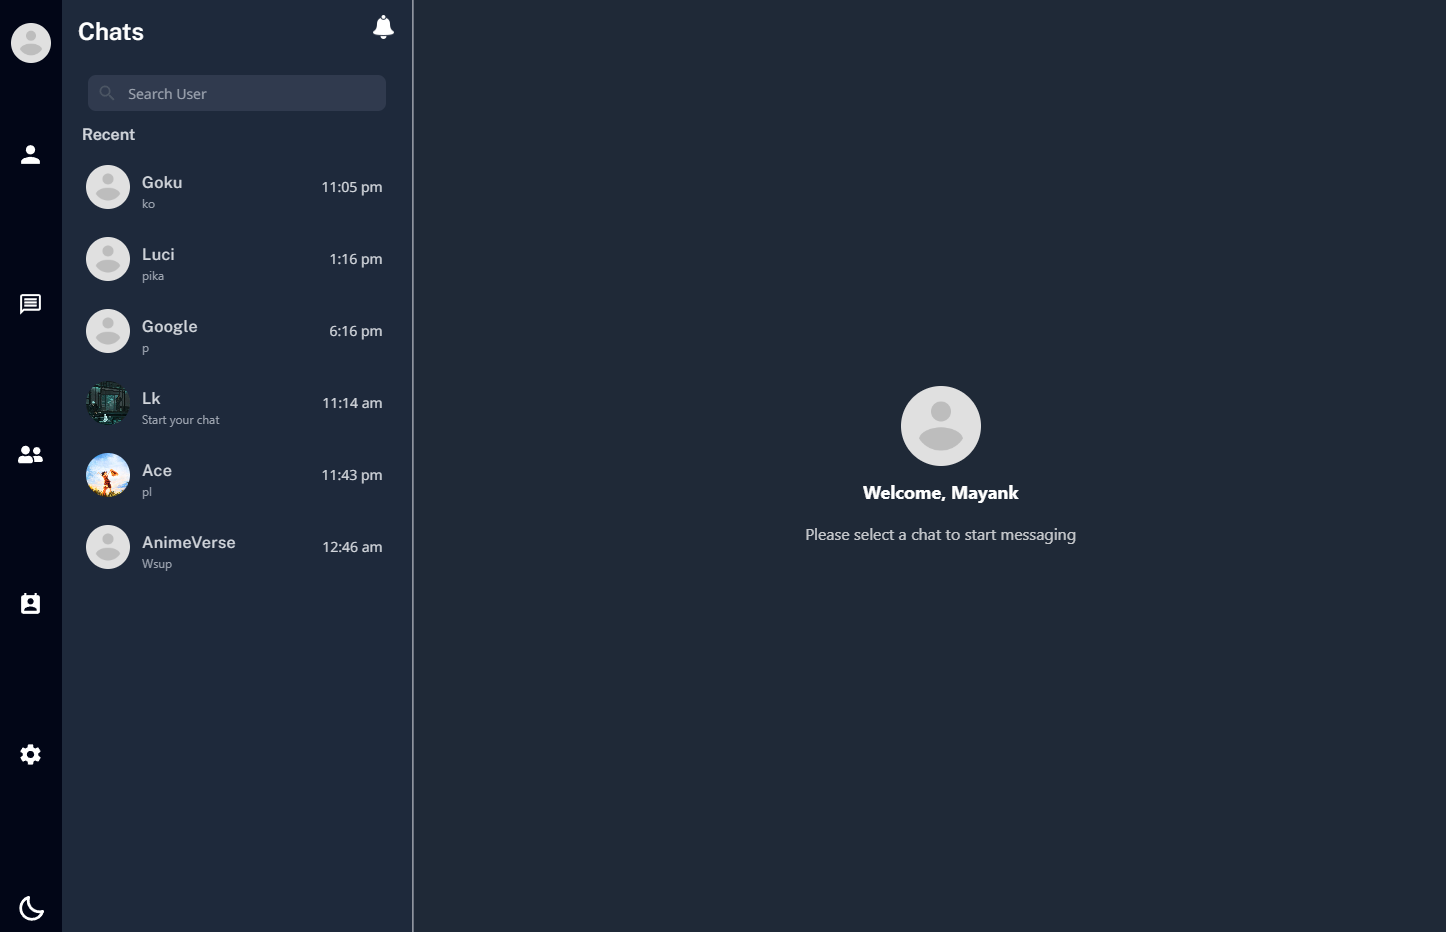 Chats
Search User
Recent
Goku
11:05 pm
ko
Luci
1:16 pm
pika
Google
6:16 pm
p
Lk
11:14 am
Start your chat
Ace
11:43 pm
pl
AnimeVerse
12:46 am
Wsup
Welcome, Mayank
Please select a chat to start messaging